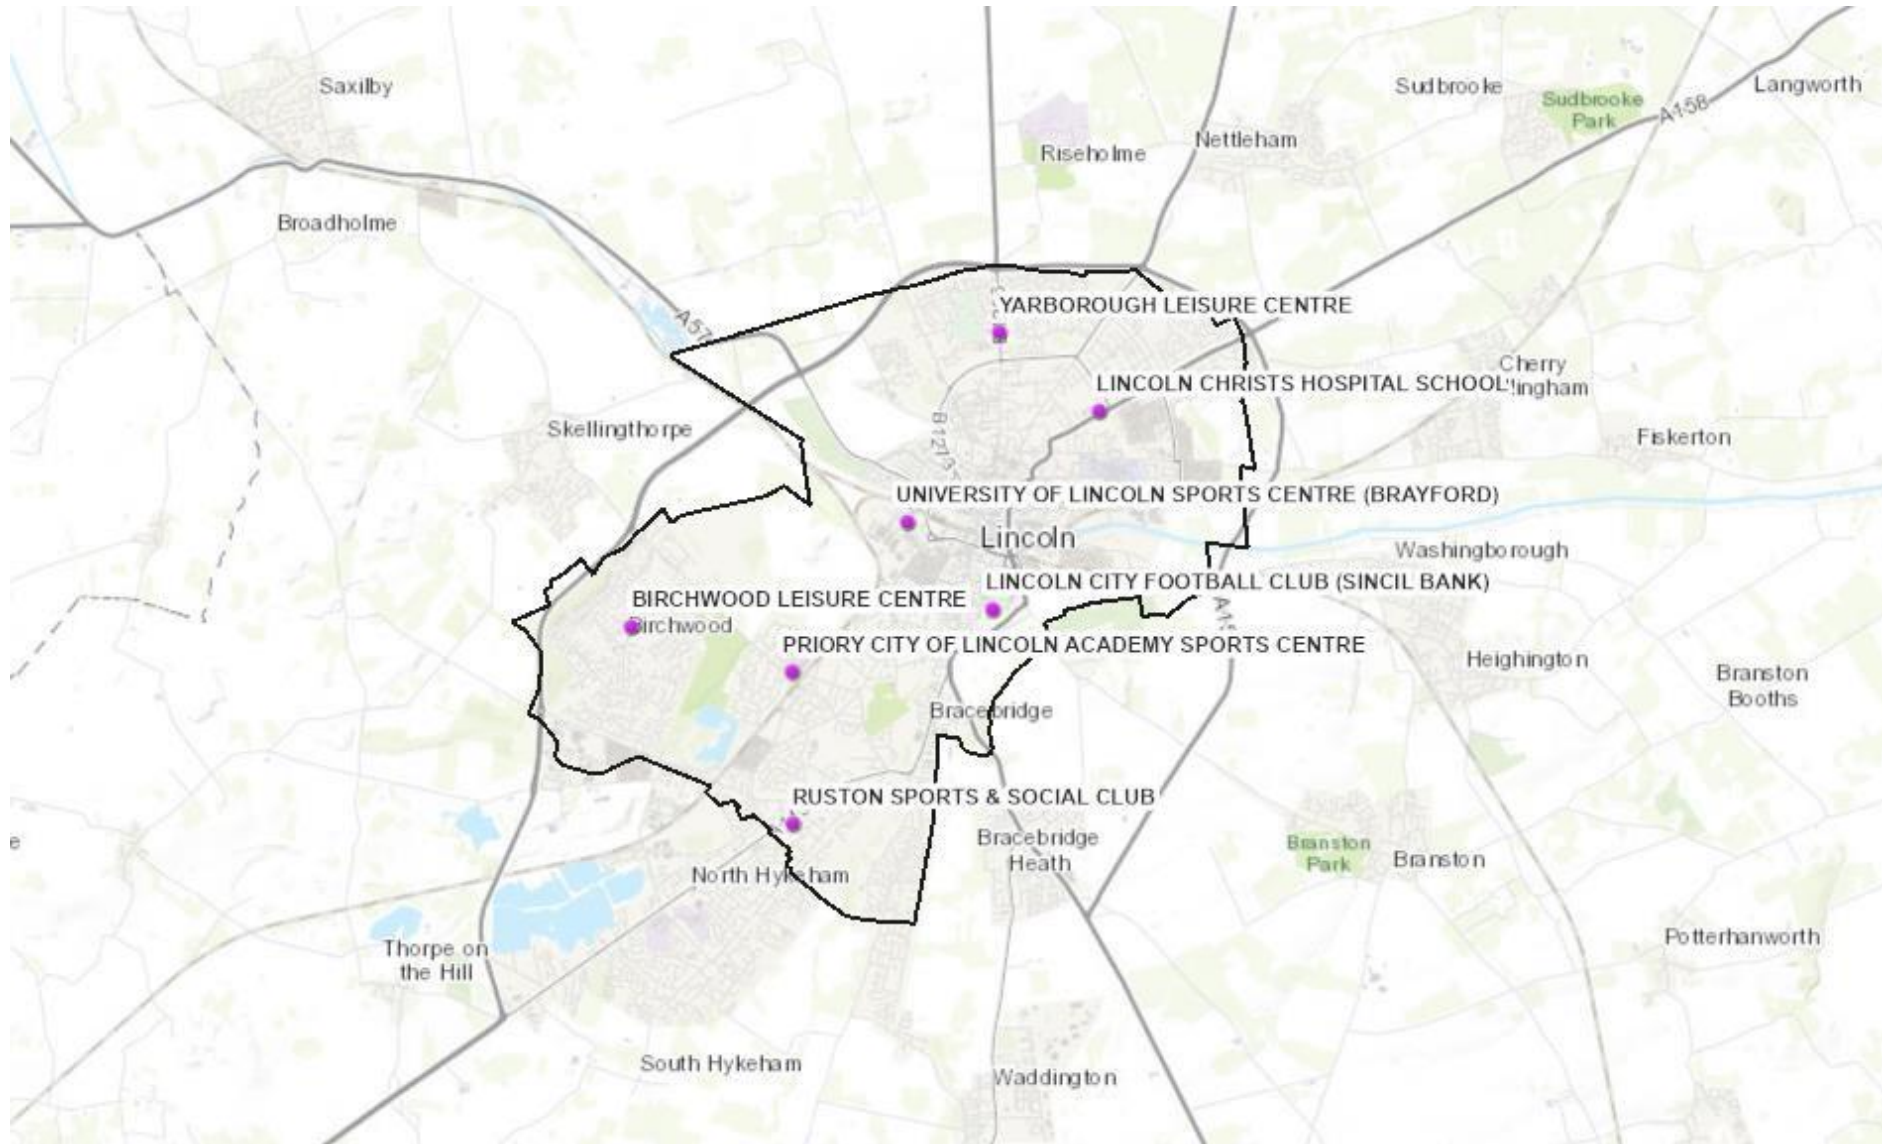 Saxilby
Sudbrooke
Sudbrooke
Park
Langworth
A158
Nettleham
Riseholme
Broadholme
YARBOROUGH LEISURE CENTRE
A57
Cherry
LINCOLN CHRISTS HOSPITAL SCHOOL
Skellingthorpe
B1273
Fiskerton
UNIVERSITY OF LINCOLN SPORTS CENTRE (BRAYFORD)
Lincoln
Washingborough
LINCOLN CITY FOOTBALL CLUB (SINCIL BANK)
BIRCHWOOD LEISURE CENTRE
Birchwood
PRIORY CITY OF LINCOLN ACADEMY SPORTS CENTRE
Heighington
Branston
Booths
Bracebridge
RUSTON SPORTS & SOCIAL CLUB
Bracebridge
Heath
Branston
Park
Branston
North Hykeham
Thorpe on
the Hill
Potterhanworth
South Hykeham
Waddington